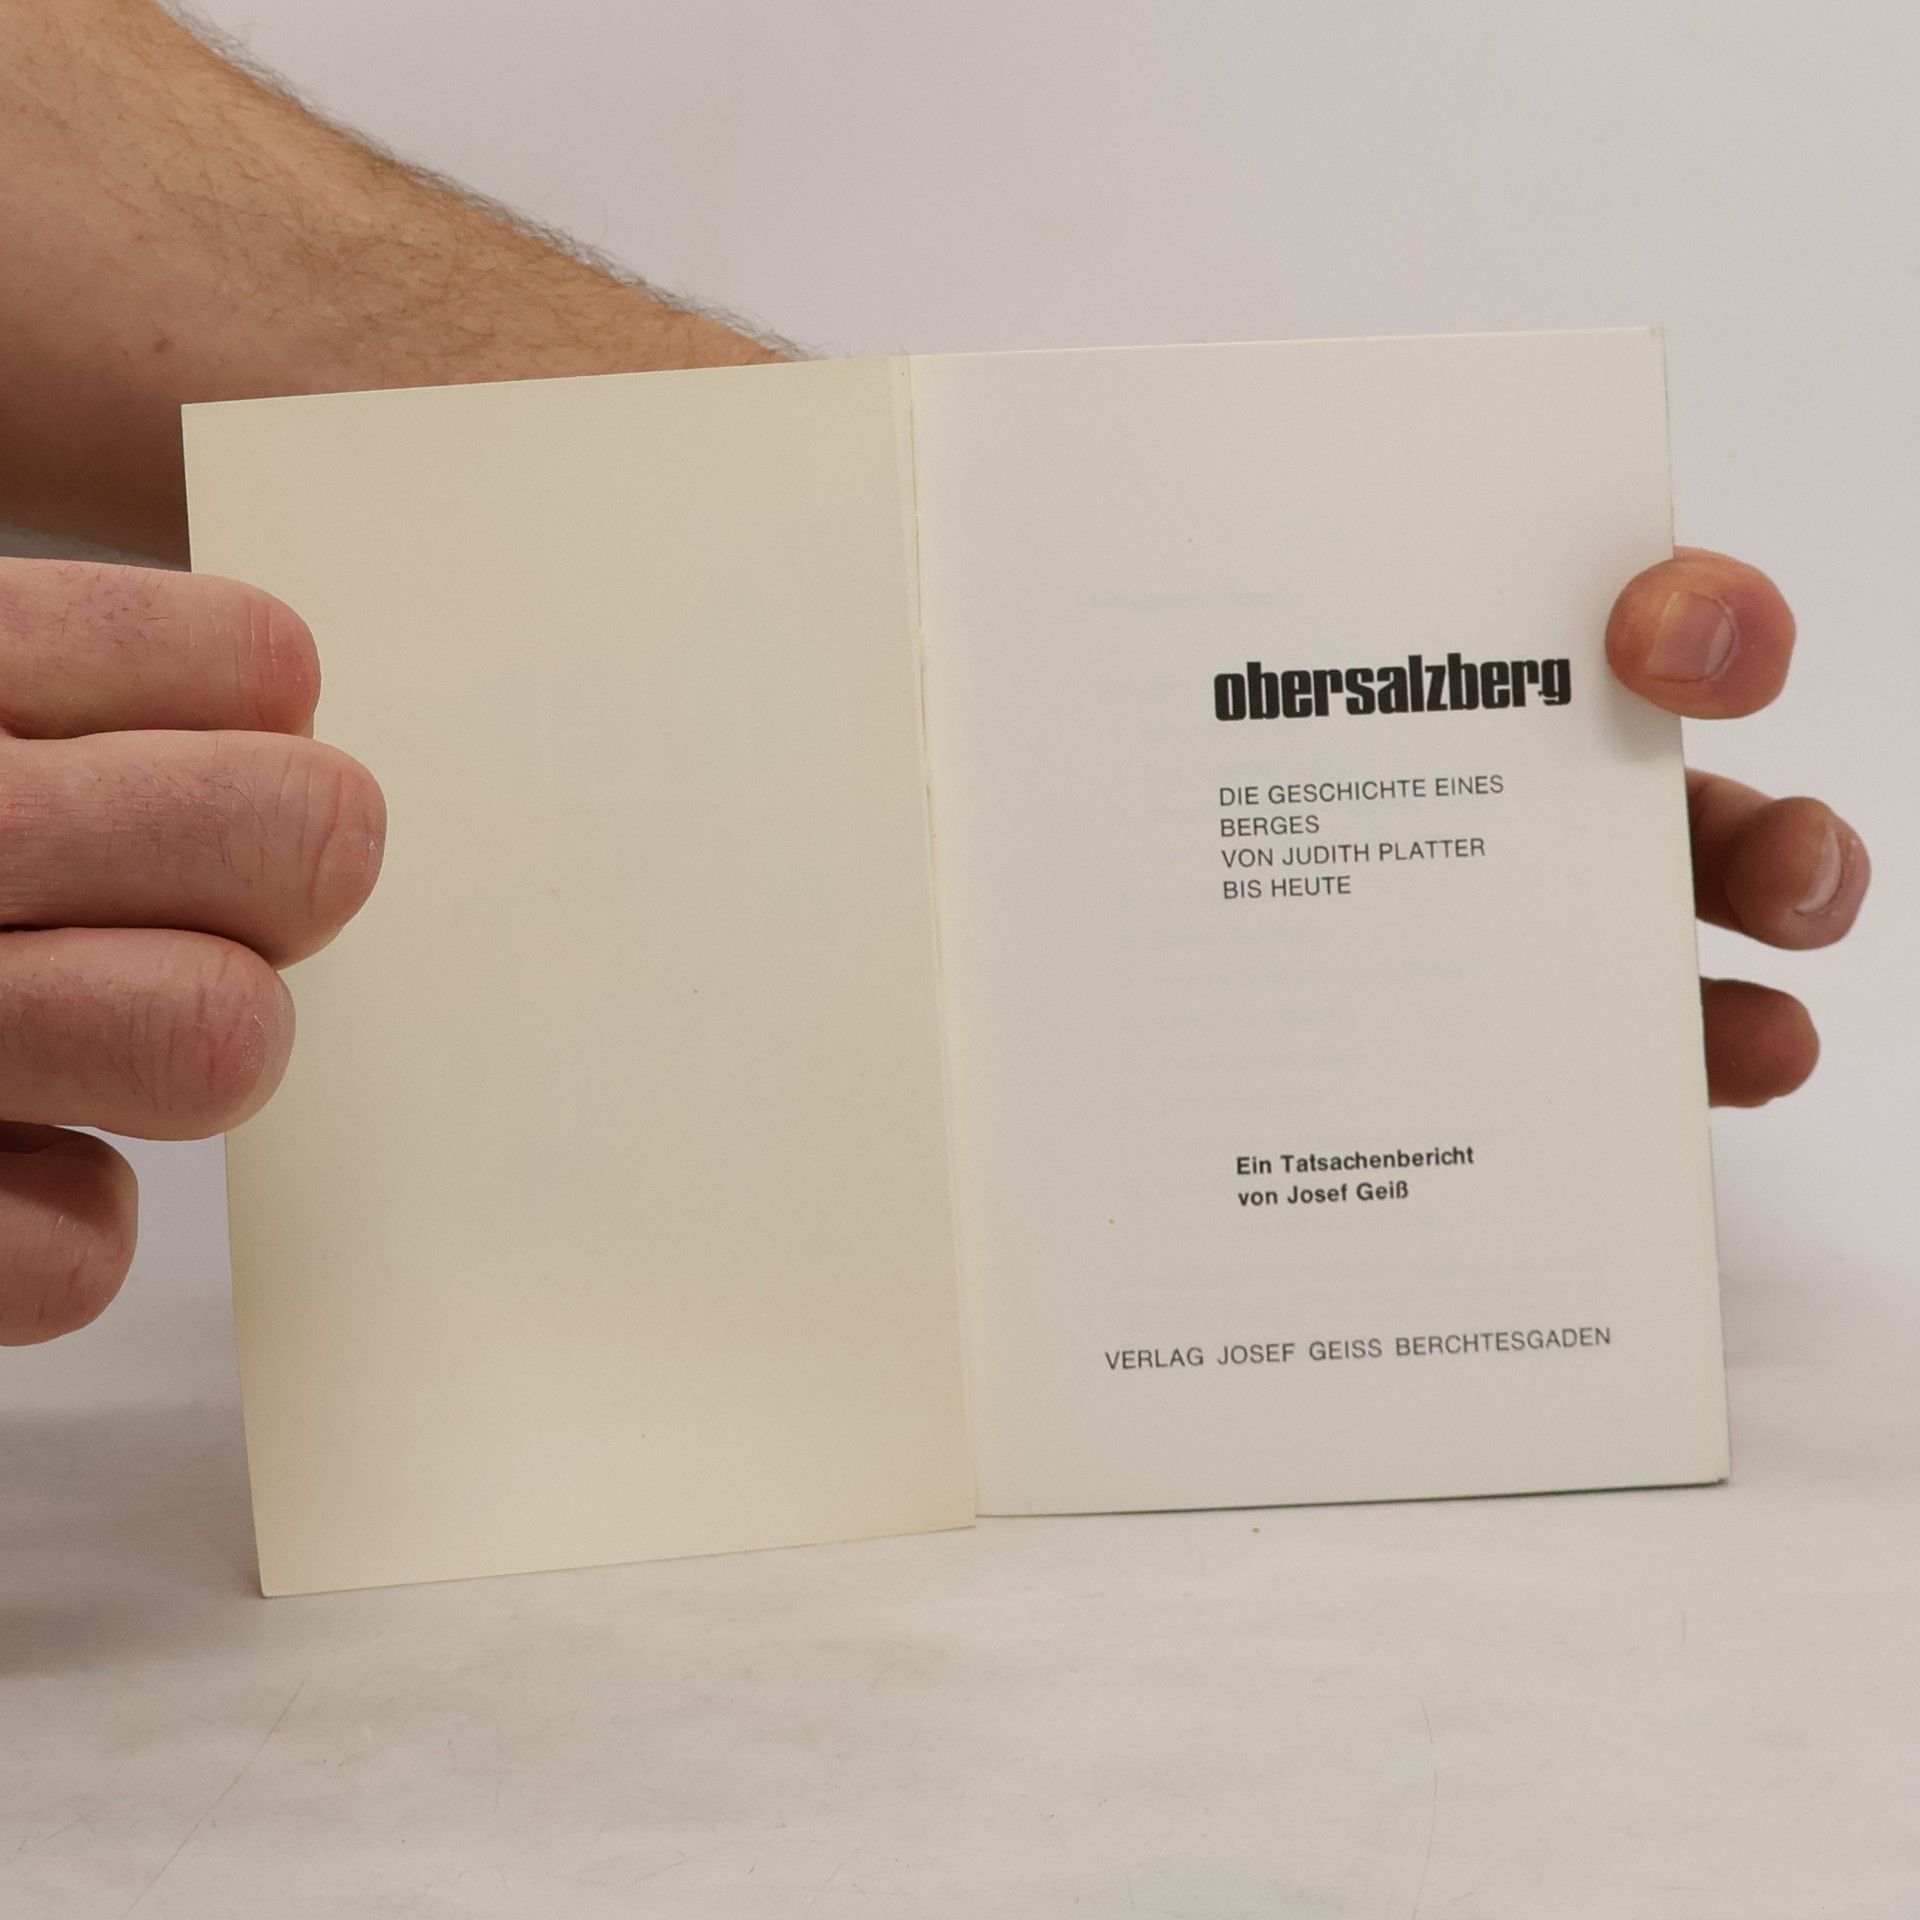 obersalzberg
DIE GESCHICHTE EINES
BERGES
VON JUDITH PLATTER
BIS HEUTE
Ein Tatsachenbericht
von Josef Geiß
VERLAG JOSEF GEISS BERCHTESGADEN